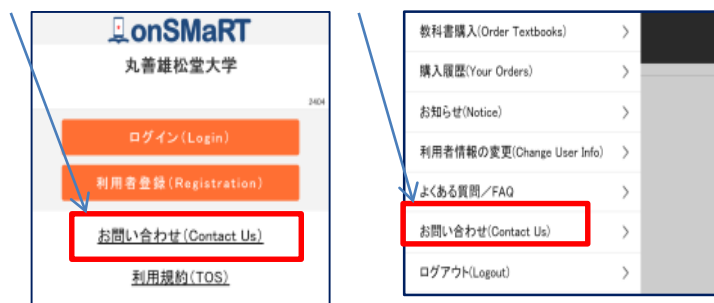 onSMaRT
丸善雄松堂大学
2404
ログイン(Login)
利用者登録(Registration)
お問い合わせ(Contact Us)
利用規約(TOS)
教科書購入(Order Textbooks)
購入履歴(Your Orders)
お知らせ(Notice)
利用者情報の変更(Change User Info)
よくある質問／FAQ
お問い合わせ(Contact Us)
ログアウト(Logout)